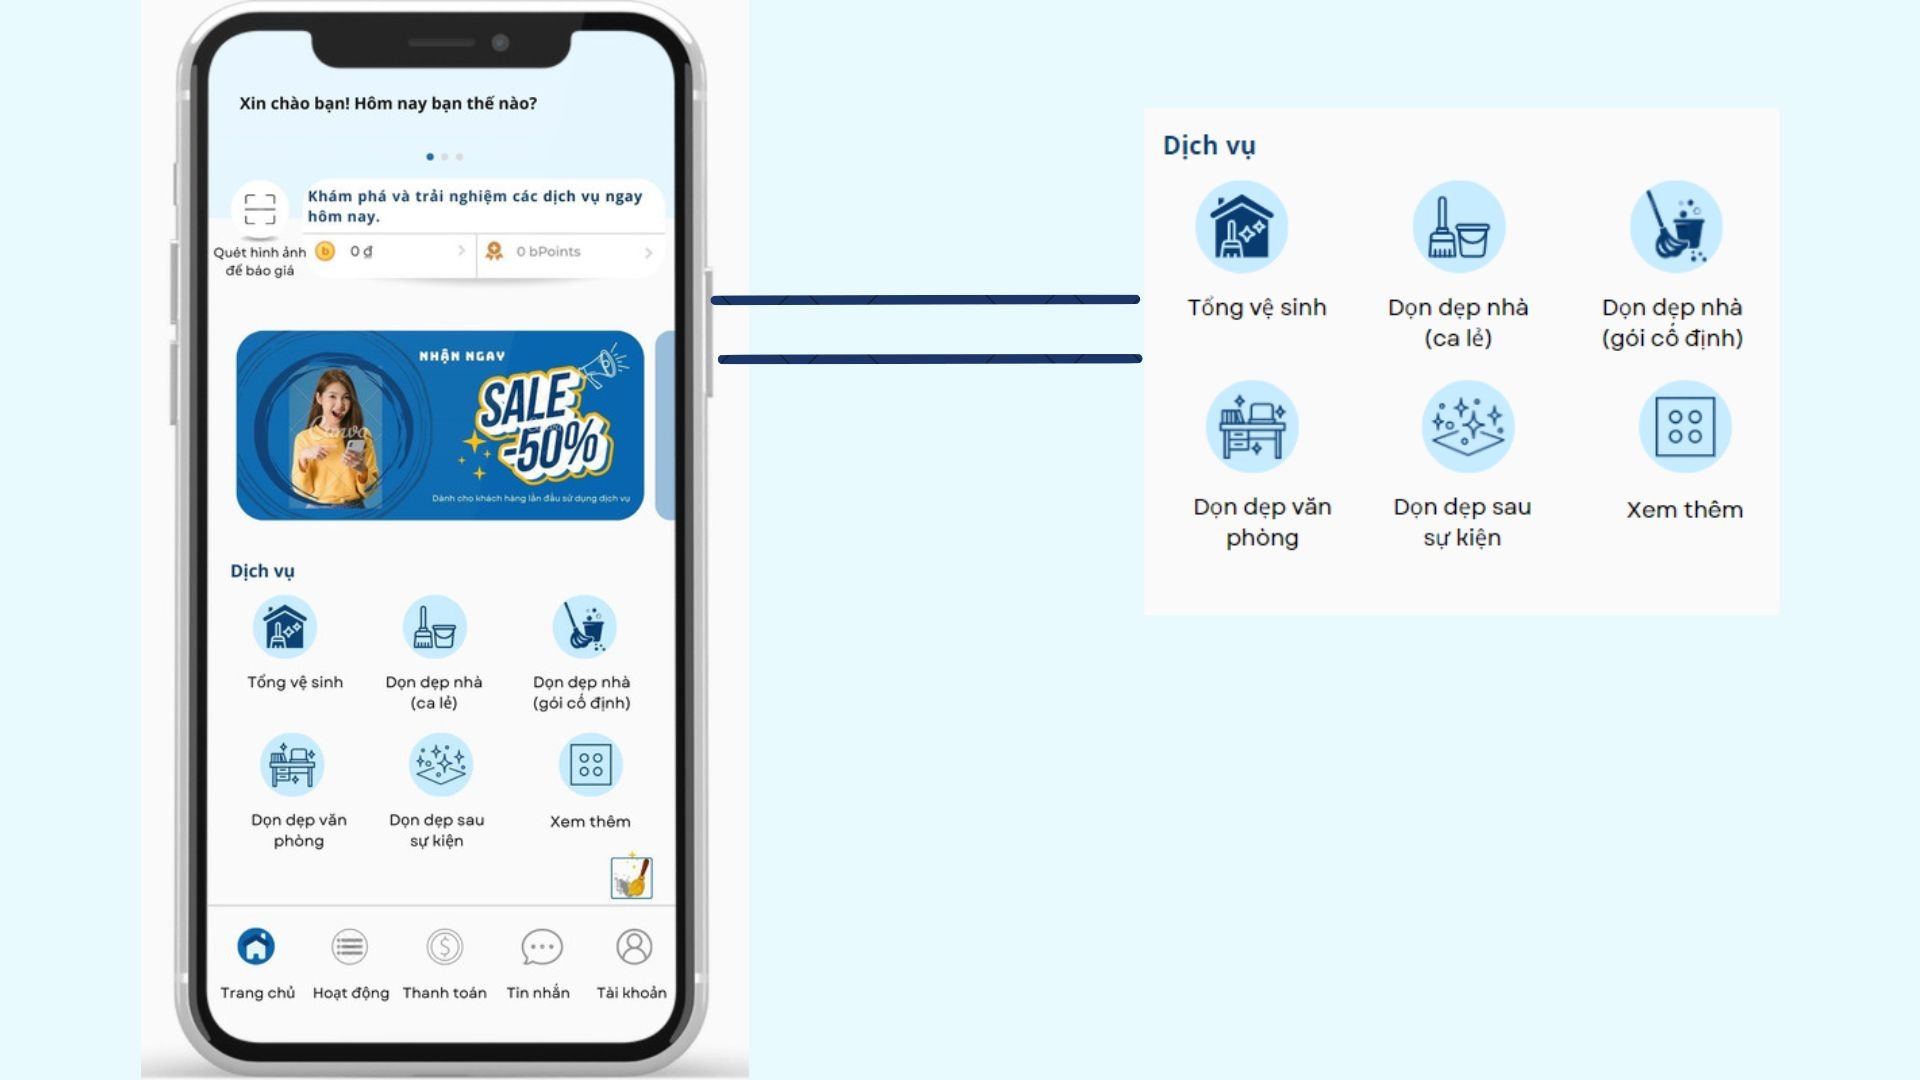 Xin chào bạn! Hôm nay bạn thế nào?
Khám phá và trải nghiệm các dịch vụ ngay
hôm nay.
Quét hình ảnh
để báo giá
0 ₫
0 bPoints
NHẬN NGAY
SALE
-50%
Canva
Dành cho khách hàng lần đầu sử dụng dịch vụ
Dịch vụ
Tổng vệ sinh
Dọn dẹp nhà
(ca lẻ)
Dọn dẹp nhà
(gói cố định)
Dọn dẹp văn
phòng
Dọn dẹp sau
sự kiện
Xem thêm
Trang chủ
Hoạt động
Thanh toán
Tin nhắn
Tài khoản
Dịch vụ
Tổng vệ sinh
Dọn dẹp nhà
(ca lẻ)
Dọn dẹp nhà
(gói cố định)
Dọn dẹp văn
phòng
Dọn dẹp sau
sự kiện
Xem thêm